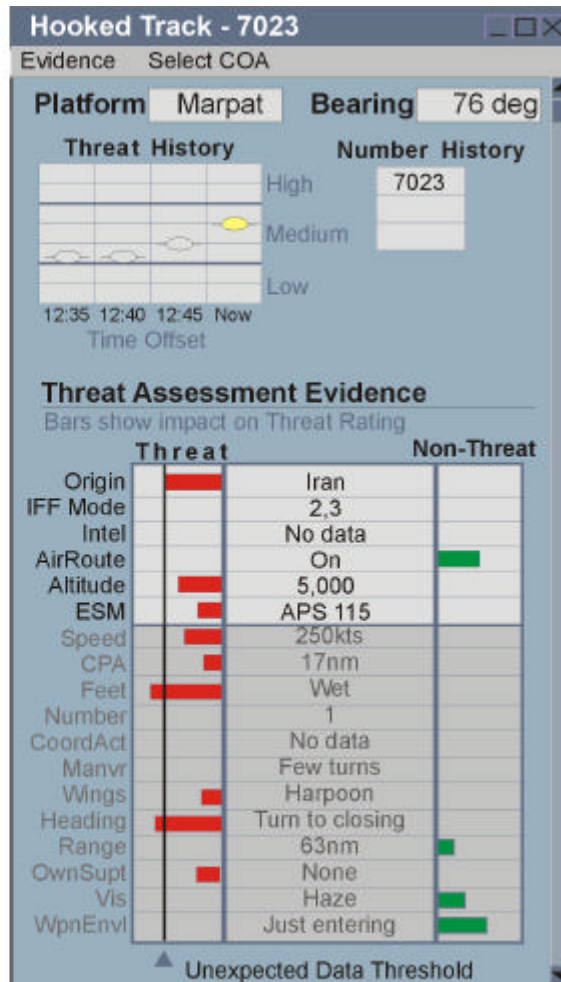 Hooked Track - 7023
Evidence Select COA
Platform Marpat Bearing 76 deg
Threat History Number History
High 7023
Medium
Low
12:35 12:40 12:45 Now
Time Offset
Threat Assessment Evidence
Bars show impact on Threat Rating
Threat Non-Threat
Origin Iran
IFF Mode 2,3
Intel No data
AirRoute On
Altitude 5,000
ESM APS 115
Speed 250kts
CPA 17nm
Feet Wet
Number 1
CoordAct No data
Manvr Few turns
Wings Harpoon
Heading Turn to closing
Range 63nm
OwnSupt None
Vis Haze
WpnEnvl Just entering
Unexpected Data Threshold